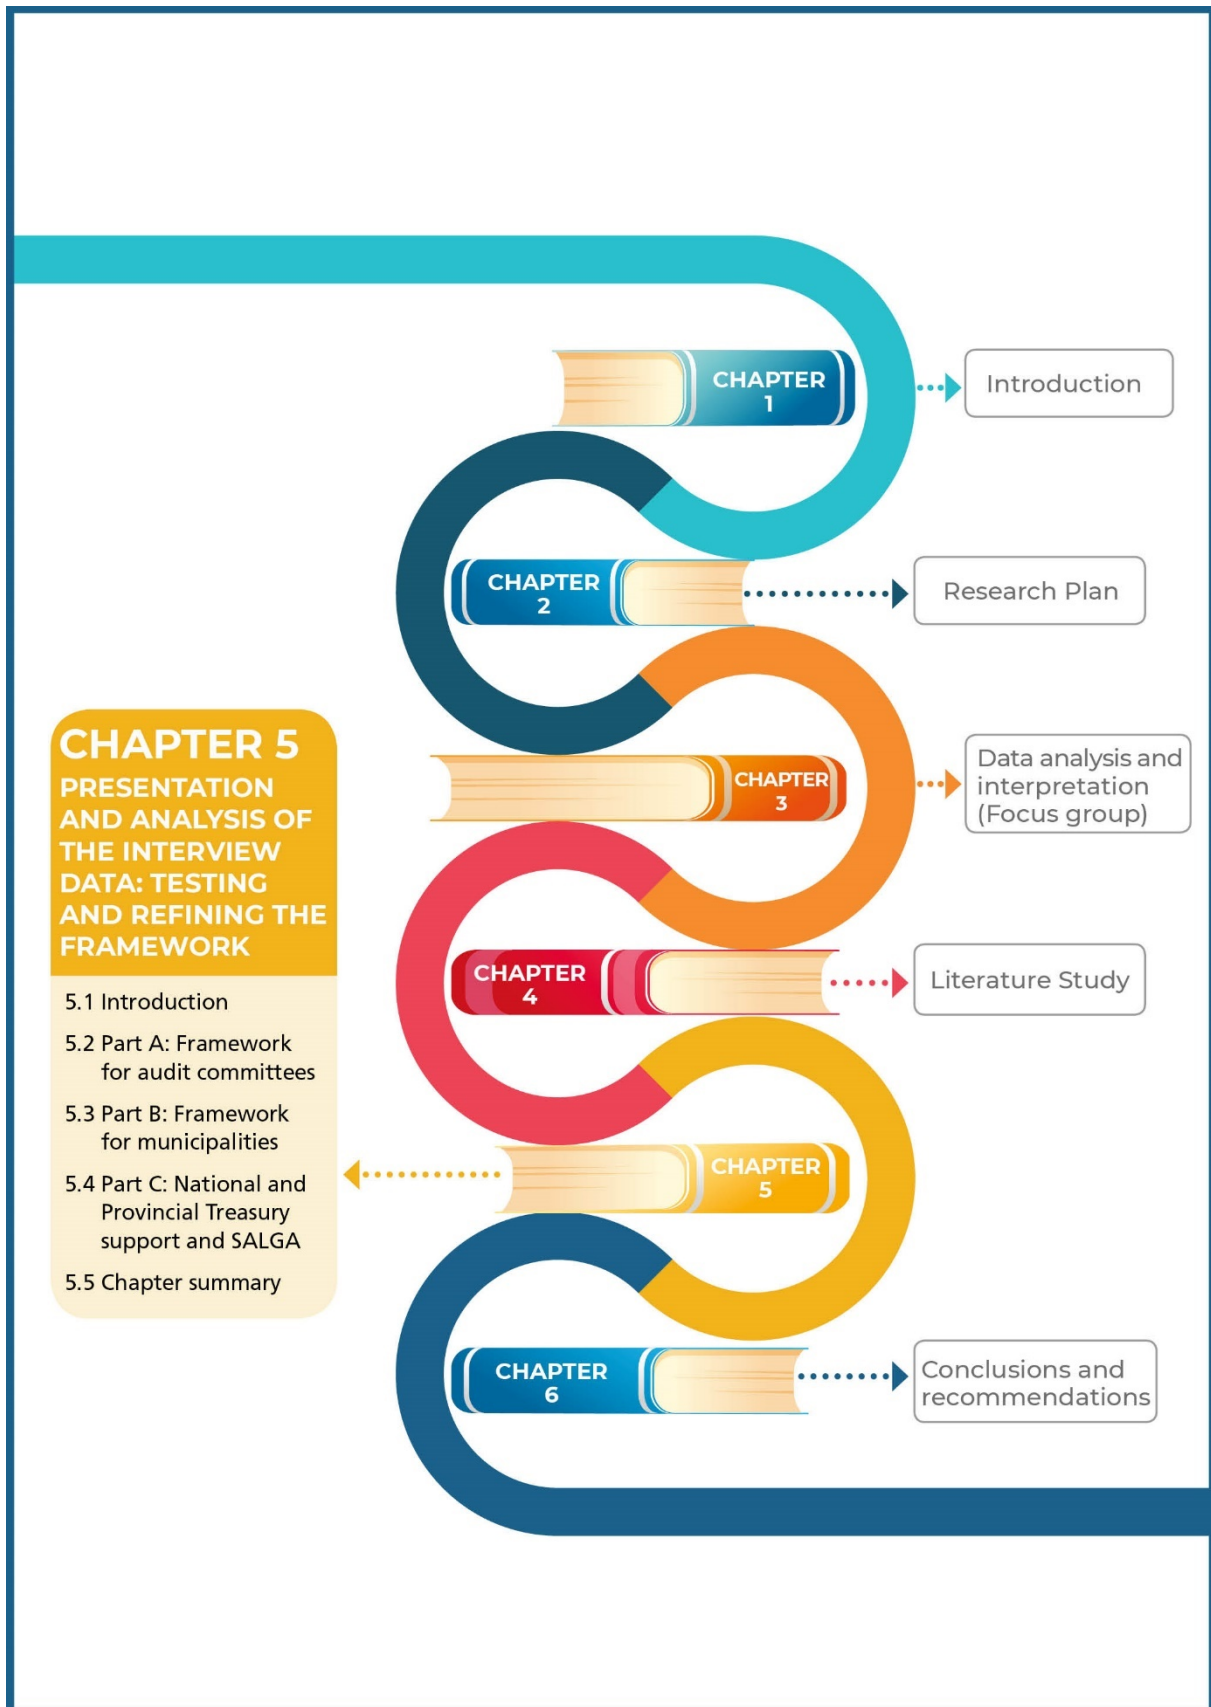 CHAPTER
1
Introduction
CHAPTER
2
Research Plan
CHAPTER
3
Data analysis and
interpretation
(Focus group)
CHAPTER
4
Literature Study
CHAPTER
5
CHAPTER 5
PRESENTATION
AND ANALYSIS OF
THE INTERVIEW
DATA: TESTING
AND REFINING THE
FRAMEWORK
5.1 Introduction
5.2 Part A: Framework
for audit committees
5.3 Part B: Framework
for municipalities
5.4 Part C: National and
Provincial Treasury
support and SALGA
5.5 Chapter summary
CHAPTER
6
Conclusions and
recommendations